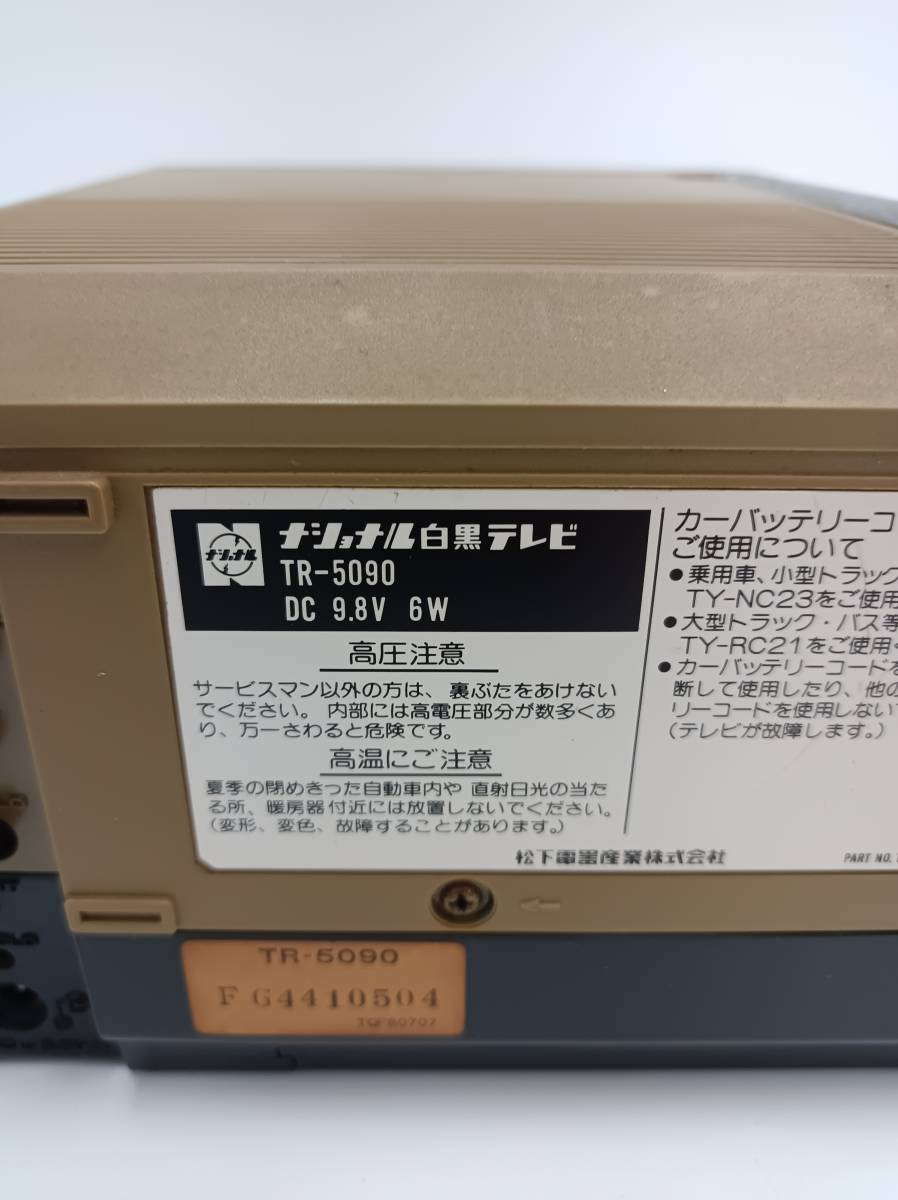 ナショナル
ナショナル白黒テレビ
TR-5090
DC 9.8V 6W
高圧注意
サービスマン以外の方は、裏ぶたをあけない
でください。内部には高電圧部分が数多くあ
り、万一さわると危険です。
高温にご注意
夏季の閉めきった自動車内や 直射日光の当た
る所、暖房器付近には放置しないでください。
(変形、変色、故障することがあります。)
カーバッテリーコ
ご使用について
●乗用車、小型トラック
TY-NC23をご使用
●大型トラック・バス等
TY-RC21をご使用
●カーバッテリーコードを
断して使用したり、他の
リーコードを使用しない
(テレビが故障します。)
松下電器産業株式会社
PART NO.
TR-5090
F G4410504
TQF80707